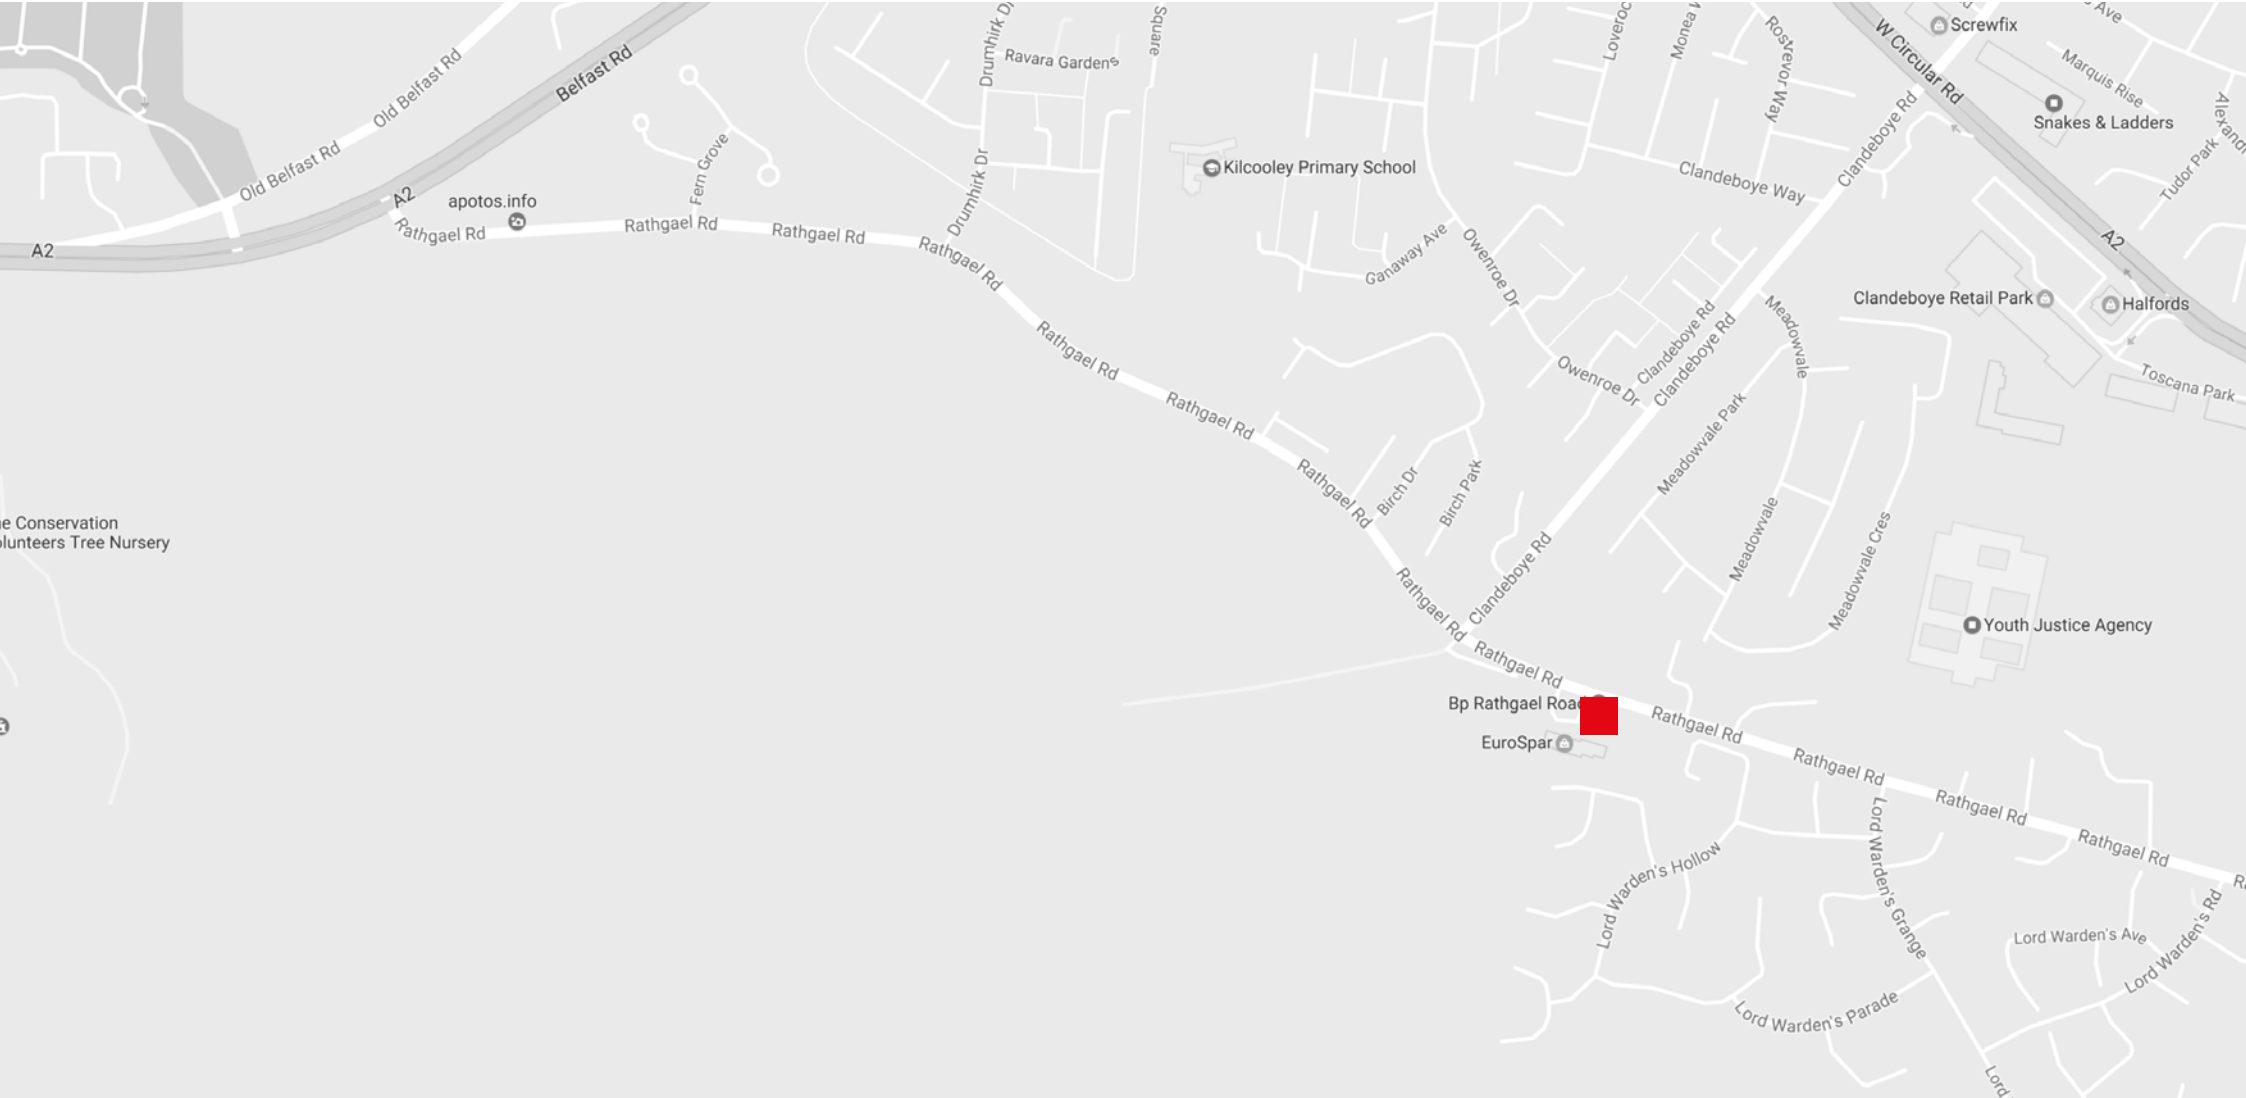 Old Belfast Rd
Old Belfast Rd
Belfast Rd
A2
A2
apotos.info
Rathgael Rd
Rathgael Rd
Rathgael Rd
Rathgael Rd
Fern Grove
Drumhirk Dr
Drumhirk Dr
Ravara Gardens
Square
Kilcooley Primary School
Ganaway Ave
Owenroe Dr
Owenroe Dr
Rostrevor Way
Clandeboye Way
Clandeboye Rd
W Circular Rd
Screwfix
Ave
Marquis Rise
Snakes & Ladders
Tudor Park
A2
Clandeboye Retail Park
Halfords
Toscana Park
Clandeboye Rd
Clandeboye Rd
Meadowvale
Meadowvale Park
Meadowvale
Meadowvale Cres
Rathgael Rd
Rathgael Rd
Rathgael Rd
Birch Dr
Birch Park
Clandeboye Rd
Rathgael Rd
e Conservation
olunteers Tree Nursery
Youth Justice Agency
Rathgael Rd
Bp Rathgael Road
EuroSpar
Rathgael Rd
Rathgael Rd
Rathgael Rd
Rathgael Rd
Lord Warden's Hollow
Lord Warden's Grange
Lord Warden's Parade
Lord Warden's Ave
Lord Warden's Rd
Lord